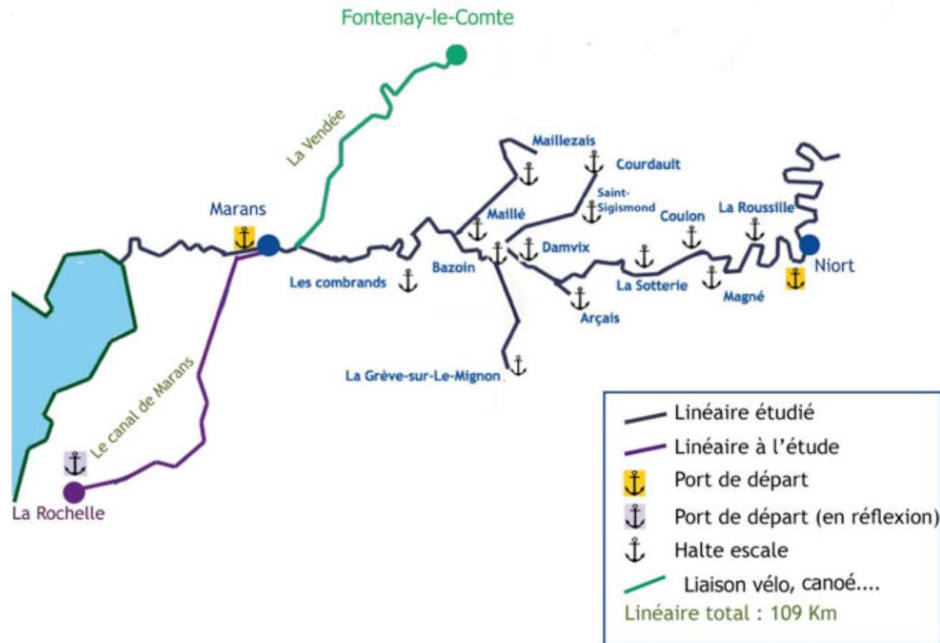 Fontenay-le-Comte
La Vendée
Maillezais
Courdault
Marans
Saint-
Sigismond
Maillé
Coulon
La Roussille
Les combrands
Bazoin
Damvix
La Sotterie
Magné
Niort
Arçais
La Grève-sur-Le-Mignon
Le canal de Marans
La Rochelle
Linéaire étudié
Linéaire à l'étude
Port de départ
Port de départ (en réflexion)
Halte escale
Liaison vélo, canoé....
Linéaire total : 109 Km